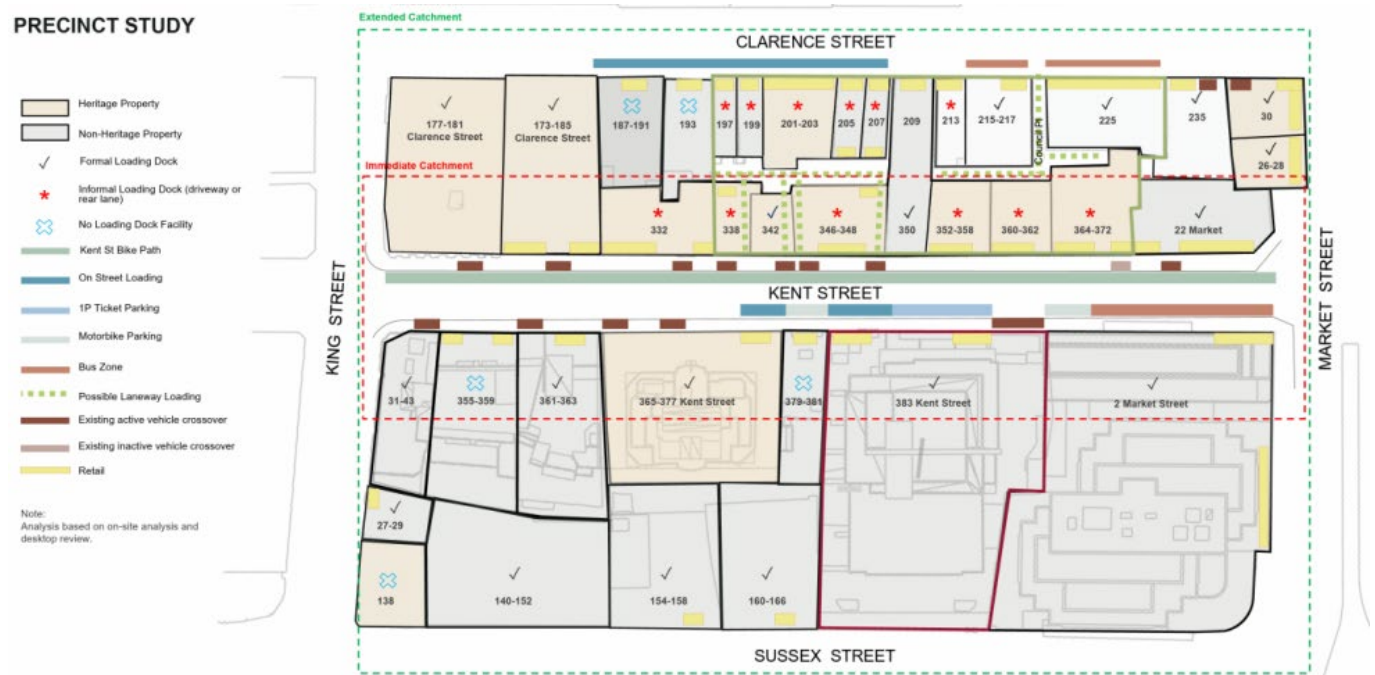 PRECINCT STUDY
Heritage Property
Non-Heritage Property
Formal Loading Dock
Informal Loading Dock (driveway or
rear lane)
No Loading Dock Facility
Kent St Bike Path
On Street Loading
1P Ticket Parking
Motorbike Parking
Bus Zone
Possible Laneway Loading
Existing active vehicle crossover
Existing inactive vehicle crossover
Retail
Note:
Analysis based on on-site analysis and
desktop review.
Extended Catchment
CLARENCE STREET
177-181
Clarence Street
173-185
Clarence Street
187-191
193
197
199
201-203
205
207
209
213
215-217
Council Pl
225
235
30
26-28
Immediate Catchment
332
338
342
346-348
350
352-358
360-362
364-372
22 Market
KING STREET
KENT STREET
MARKET STREET
31-43
355-359
361-363
365-377 Kent Street
379-381
383 Kent Street
2 Market Street
27-29
138
140-152
154-158
160-166
SUSSEX STREET